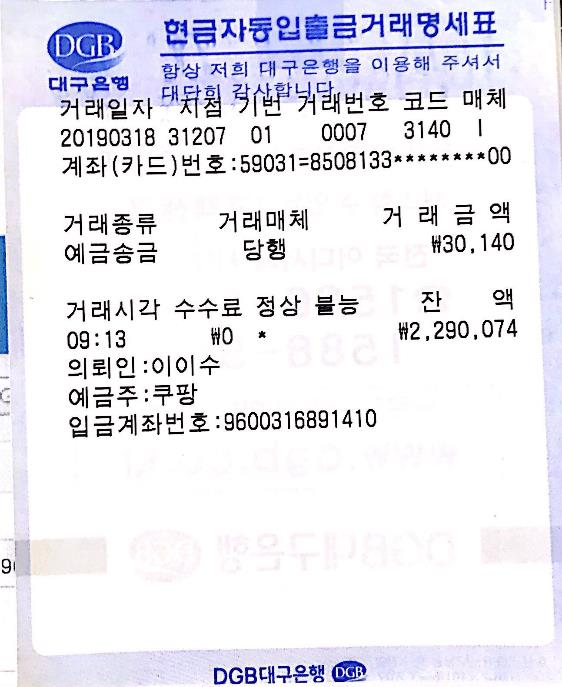 DGB
대구은행
현금자동입출금거래명세표
항상 저희 대구은행을 이용해 주셔서
대단히 감사합니다
거래일자 지점 기번 거래번호 코드 매체
20190318 31207 01 0007 3140 I
계좌(카드)번호:59031=8508133********00
거래종류 거래매체 거 래 금 액
예금송금 당행 ₩30,140
거래시각 수수료 정상 불능 잔 액
09:13 ₩0 * ₩2,290,074
의뢰인:이이수
예금주:쿠팡
입금계좌번호:9600316891410
DGB대구은행 DGB